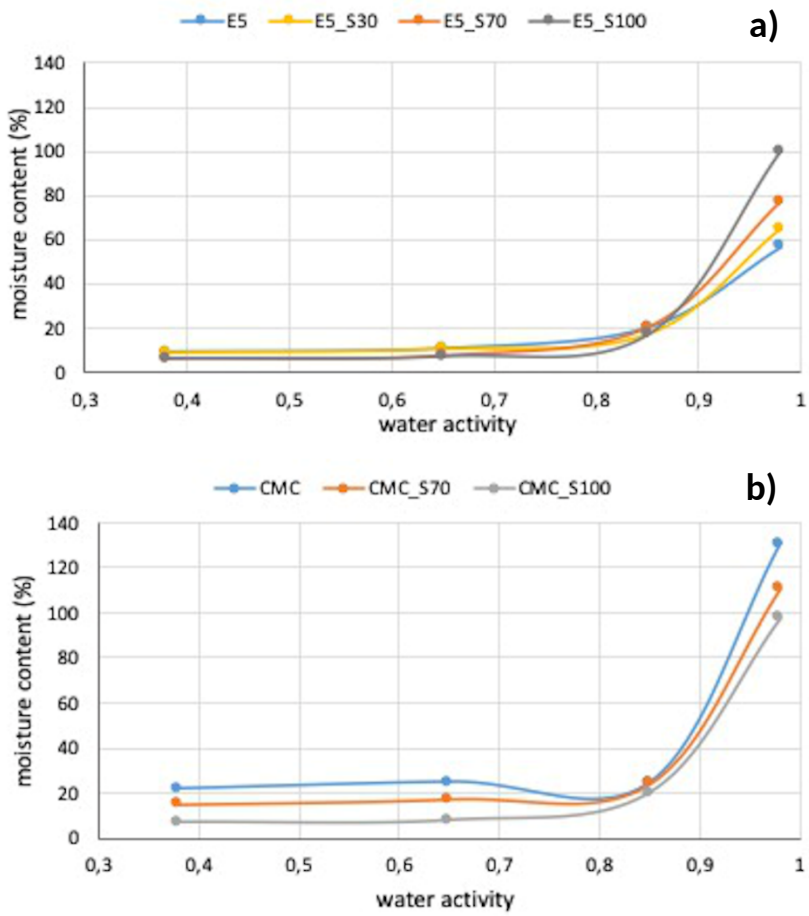 E5 E5_S30 E5_S70 E5_S100
a)
140
120
100
80
60
40
20
0
moisture content (%)
0,3 0,4 0,5 0,6 0,7 0,8 0,9 1
water activity
CMC CMC_S70 CMC_S100
b)
140
120
100
80
60
40
20
0
moisture content (%)
0,3 0,4 0,5 0,6 0,7 0,8 0,9 1
water activity